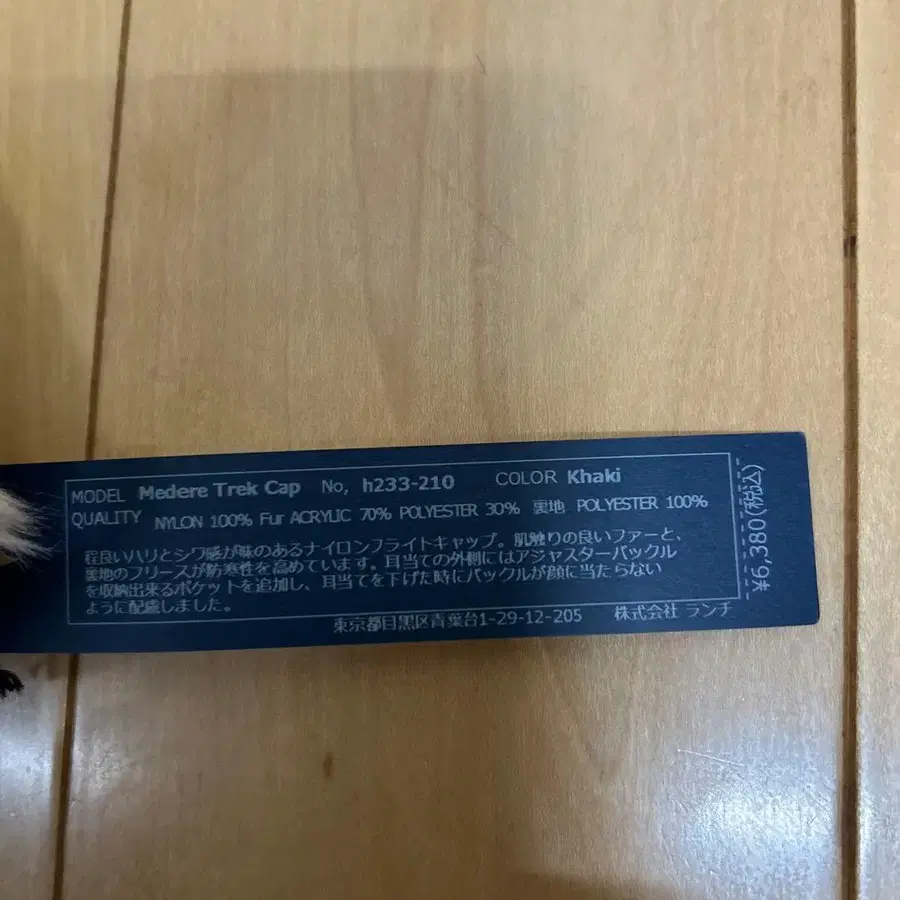 MODEL Medere Trek Cap No, h233-210 COLOR Khaki
QUALITY NYLON 100% Fur ACRYLIC 70% POLYESTER 30% 裏地 POLYESTER 100%
程良いハリとシワ感が味のあるナイロンフライトキャップ。肌触りの良いファーと、
裏地のフリースが防寒性を高めています。耳当ての外側にはアジャスターバックル
を収納出来るポケットを追加し、耳当てを下げた時にバックルが顔に当たらない
ように配慮しました。
東京都目黒区青葉台1-29-12-205 株式会社 ランチ
¥6,380(税込)